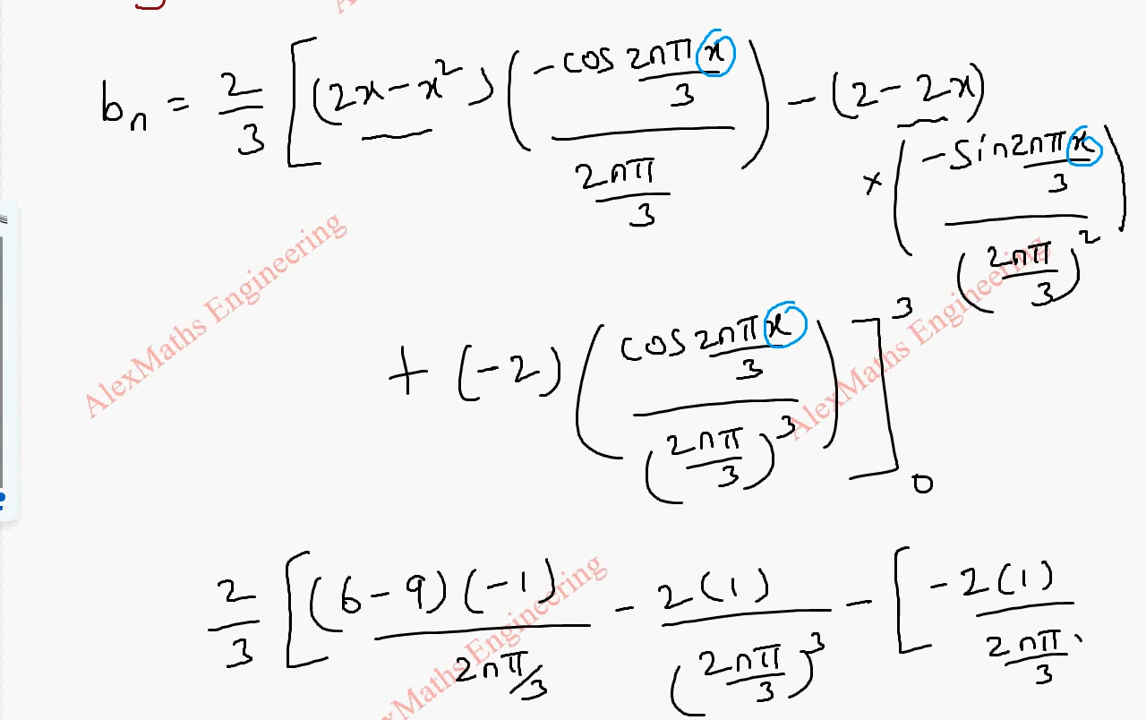 bn = 2/3 [ (2x - x²) ( (-cos 2nπx/3) / (2nπ/3) ) - (2 - 2x)
× ( (-Sin 2nπx/3) / (2nπ/3)² )
+ (-2) ( (cos 2nπx/3) / (2nπ/3)³ ) ]₀³
2/3 [ (6-9)(-1) / (2nπ/3) - 2(1) / (2nπ/3)³ - [ -2(1) / (2nπ/3)
AlexMaths Engineering
AlexMaths Engineering
AlexMaths Engineering